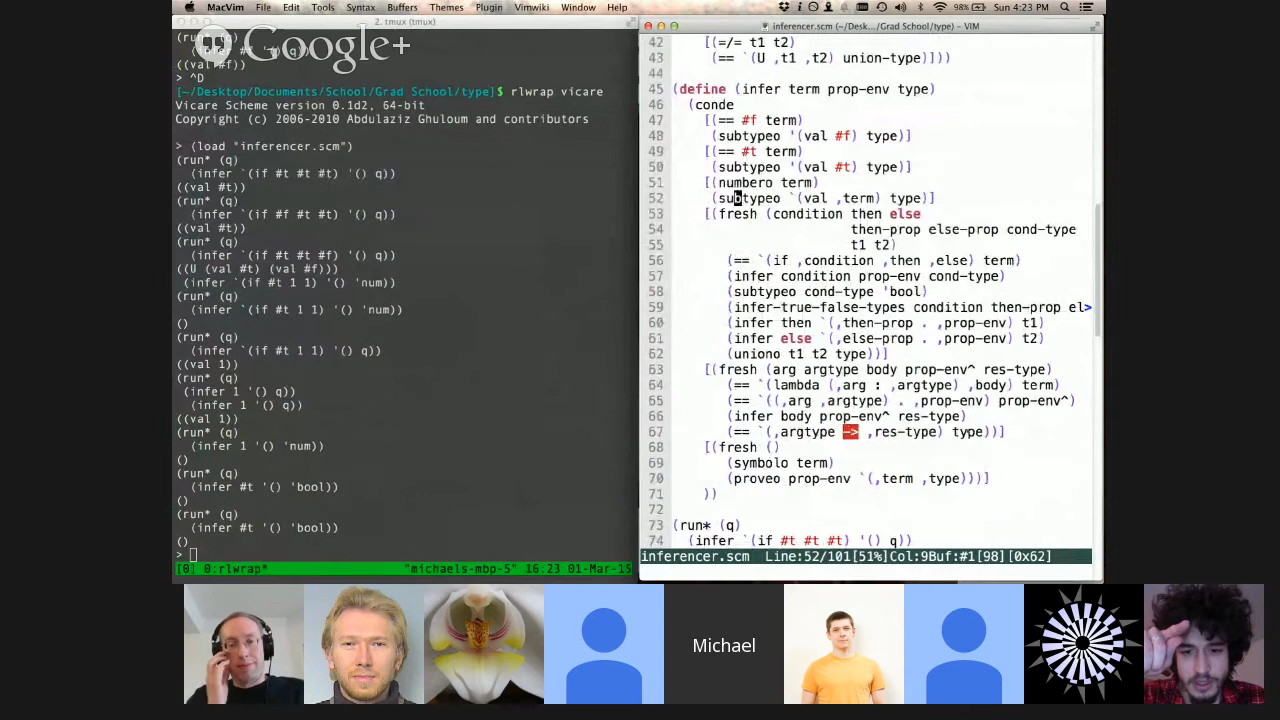 MacVim File Edit Tools Syntax Buffers Themes Plugin Vimwiki Window Help 98% Sun 4:23 PM
2. tmux (tmux)
(run* (q)
Google+
((val #f))
> ^D
[~/Desktop/Documents/School/Grad School/type]$ rlwrap vicare
Vicare Scheme version 0.1d2, 64-bit
Copyright (c) 2006-2010 Abdulaziz Ghuloum and contributors
> (load "inferencer.scm")
(run* (q)
(infer `(if #t #t #t) '() q))
((val #t))
(run* (q)
(infer `(if #f #t #t) '() q))
((val #t))
(run* (q)
(infer `(if #t #t #f) '() q))
((U (val #t) (val #f)))
(infer `(if #t 1 1) '() 'num))
(run* (q)
(infer `(if #t 1 1) '() 'num))
()
(run* (q)
(infer `(if #t 1 1) '() q))
((val 1))
(run* (q)
(infer 1 '() q))
(infer 1 '() q))
((val 1))
(run* (q)
(infer 1 '() 'num))
()
(run* (q)
(infer #t '() 'bool))
()
(run* (q)
(infer #t '() 'bool))
()
>
[0] 0:rlwrap* "michaels-mbp-5" 16.23 01-Mar-15
inferencer.scm (~/Desk...Grad School/type) - VIM
42 [(=/= t1 t2)
43 (== `(U ,t1 ,t2) union-type)]))
44
45 (define (infer term prop-env type)
46 (conde
47 [(== #f term)
48 (subtypeo '(val #f) type)]
49 [(== #t term)
50 (subtypeo '(val #t) type)]
51 [(numbero term)
52 (subtypeo `(val ,term) type)]
53 [(fresh (condition then else
54 then-prop else-prop cond-type
55 t1 t2)
56 (== `(if ,condition ,then ,else) term)
57 (infer condition prop-env cond-type)
58 (subtypeo cond-type 'bool)
59 (infer-true-false-types condition then-prop el>
60 (infer then `(,then-prop . ,prop-env) t1)
61 (infer else `(,else-prop . ,prop-env) t2)
62 (uniono t1 t2 type))]
63 [(fresh (arg argtype body prop-env^ res-type)
64 (== `(lambda (,arg : ,argtype) ,body) term)
65 (== `((,arg ,argtype) . ,prop-env) prop-env^)
66 (infer body prop-env^ res-type)
67 (== `(,argtype -> ,res-type) type))]
68 [(fresh ()
69 (symbolo term)
70 (proveo prop-env `(,term ,type)))]
71 ))
72
73 (run* (q)
74 (infer `(if #t #t #t) '() q))
inferencer.scm Line:52/101[51%]Col:9Buf:#1[98][0x62]
Michael